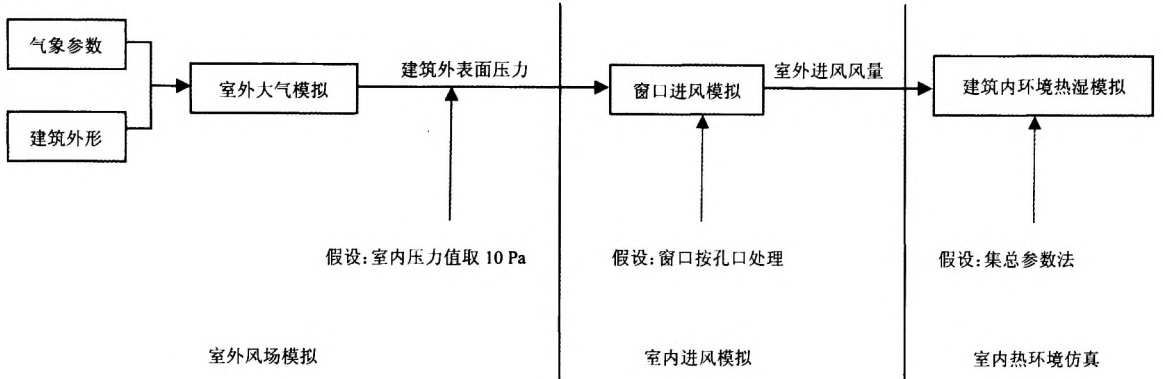 气象参数
建筑外形
室外大气模拟
建筑外表面压力
假设:室内压力值取 10 Pa
室外风场模拟
窗口进风模拟
室外进风风量
假设:窗口按孔口处理
室内进风模拟
建筑内环境热湿模拟
假设:集总参数法
室内热环境仿真